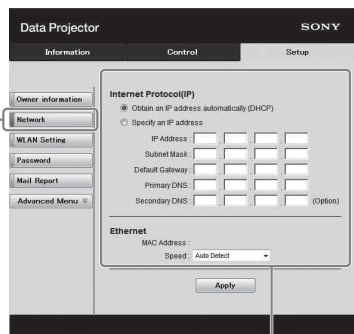 Data Projector
SONY
Information
Control
Setup
Owner information
Network
WLAN Setting
Password
Mail Report
Advanced Menu
Internet Protocol(IP)
Obtain an IP address automatically (DHCP)
Specify an IP address
IP Address :
Subnet Mask :
Default Gateway :
Primary DNS :
Secondary DNS : (Option)
Ethernet
MAC Address :
Speed : Auto Detect
Apply